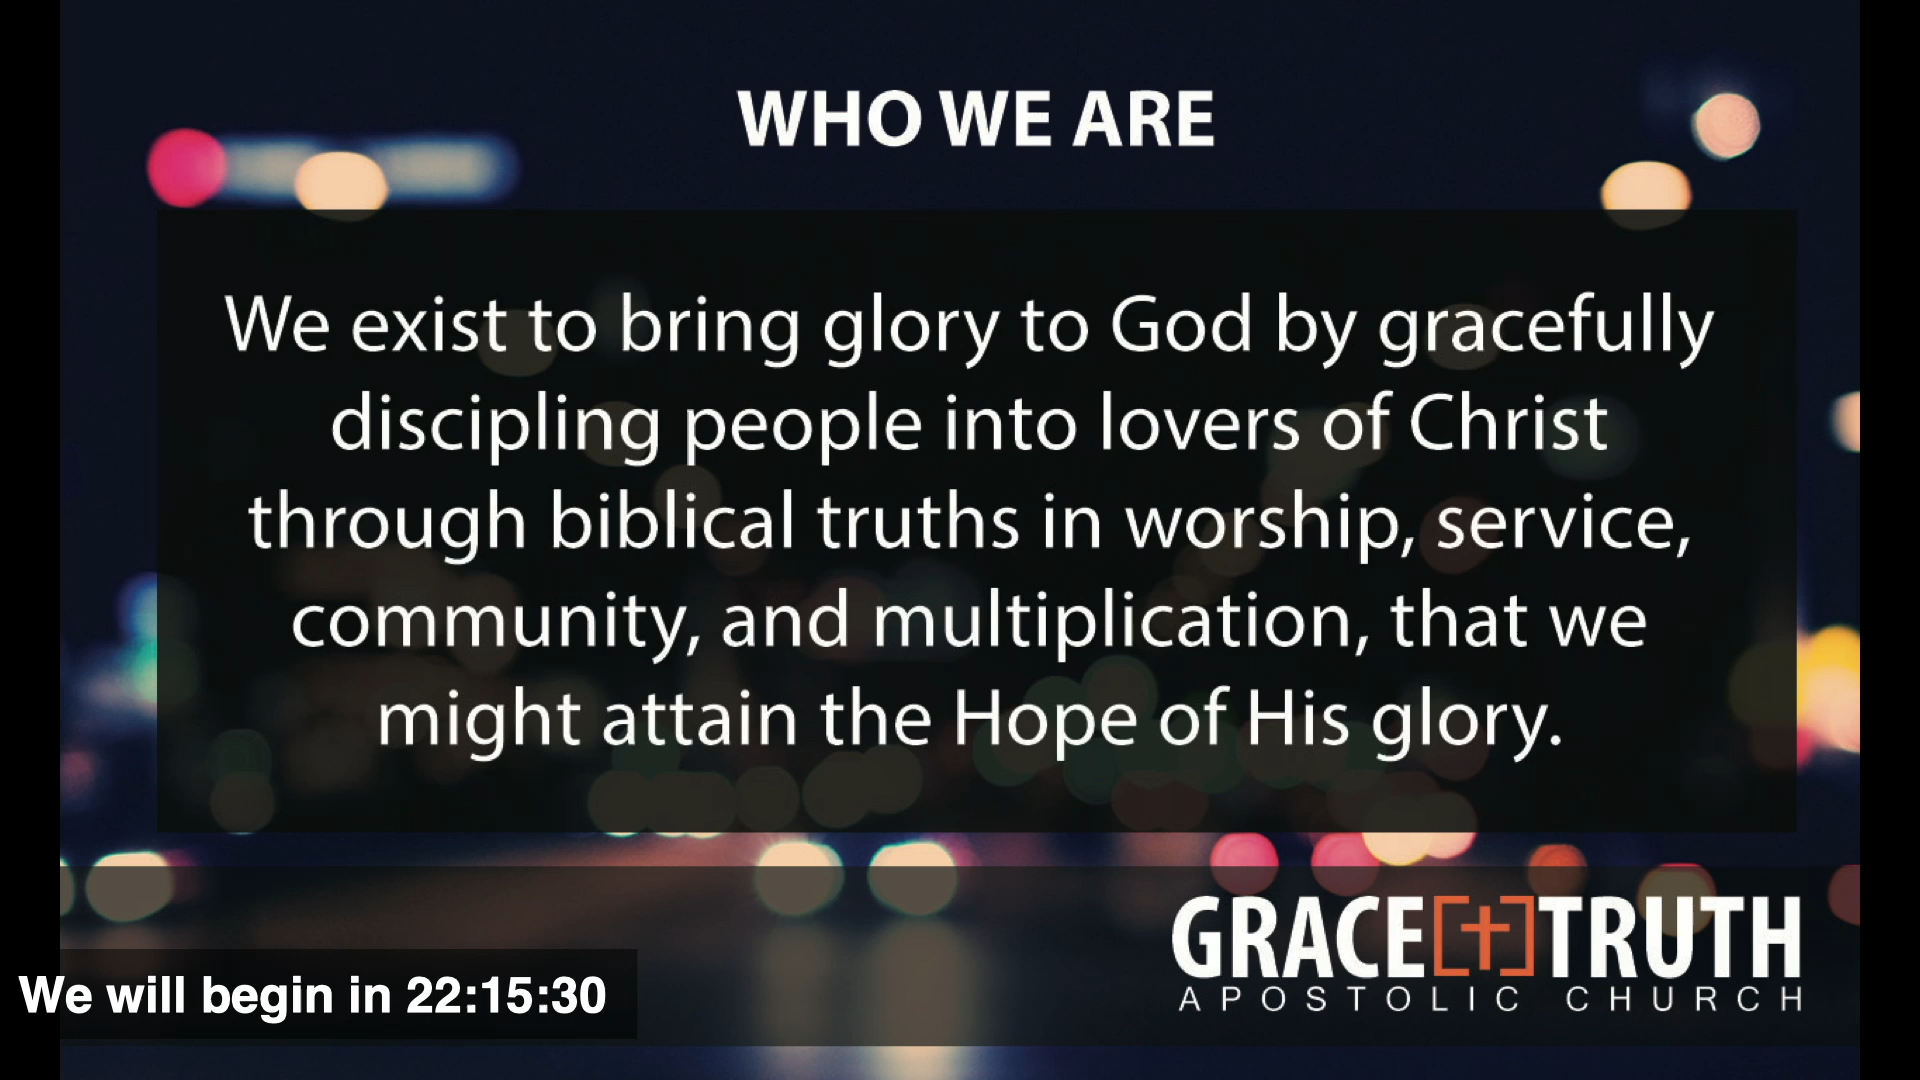 WHO WE ARE
We exist to bring glory to God by gracefully
discipling people into lovers of Christ
through biblical truths in worship, service,
community, and multiplication, that we
might attain the Hope of His glory.
GRACE[+]TRUTH
APOSTOLIC CHURCH
We will begin in 22:15:30